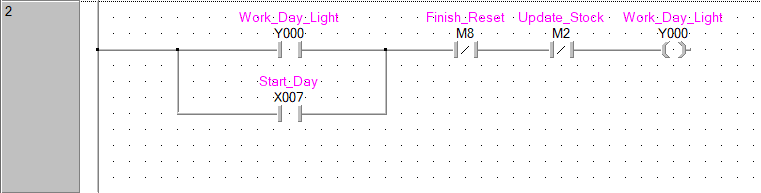 2
Work_Day_Light Finish_Reset Update_Stock Work_Day_Light
Y000 M8 M2 Y000
Start_Day
X007